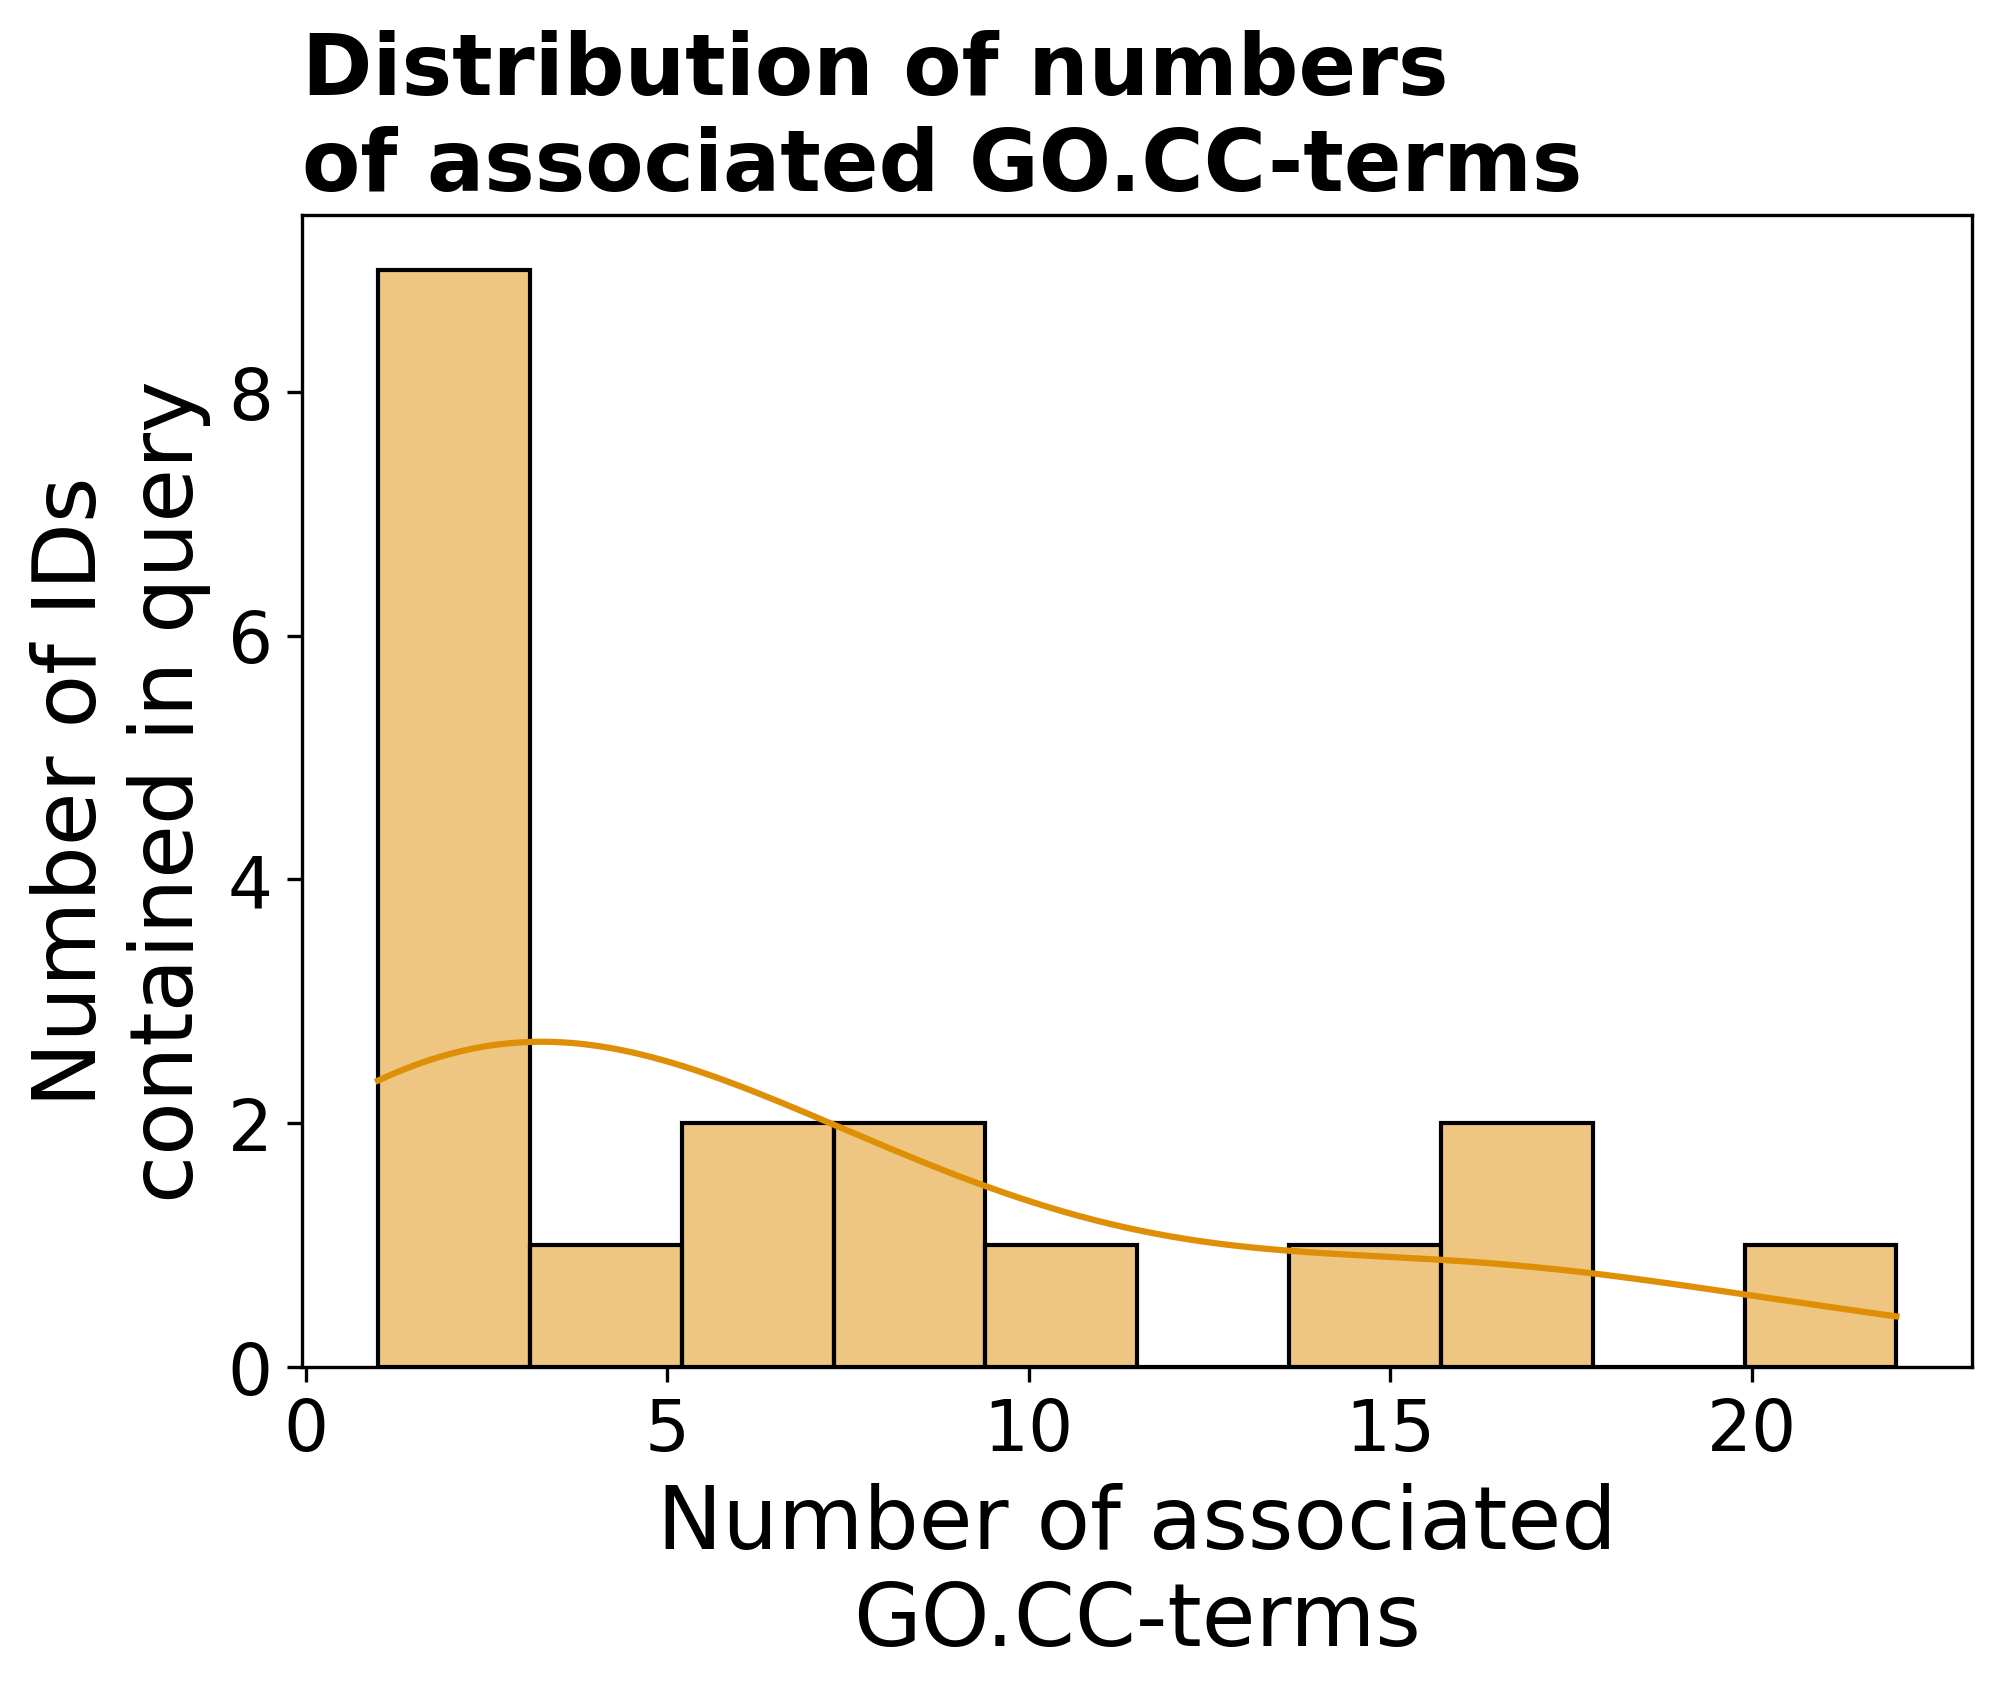 Distribution of numbers
of associated GO.CC-terms
Number of IDs
contained in query
8
6
4
2
0
0 5 10 15 20
Number of associated
GO.CC-terms